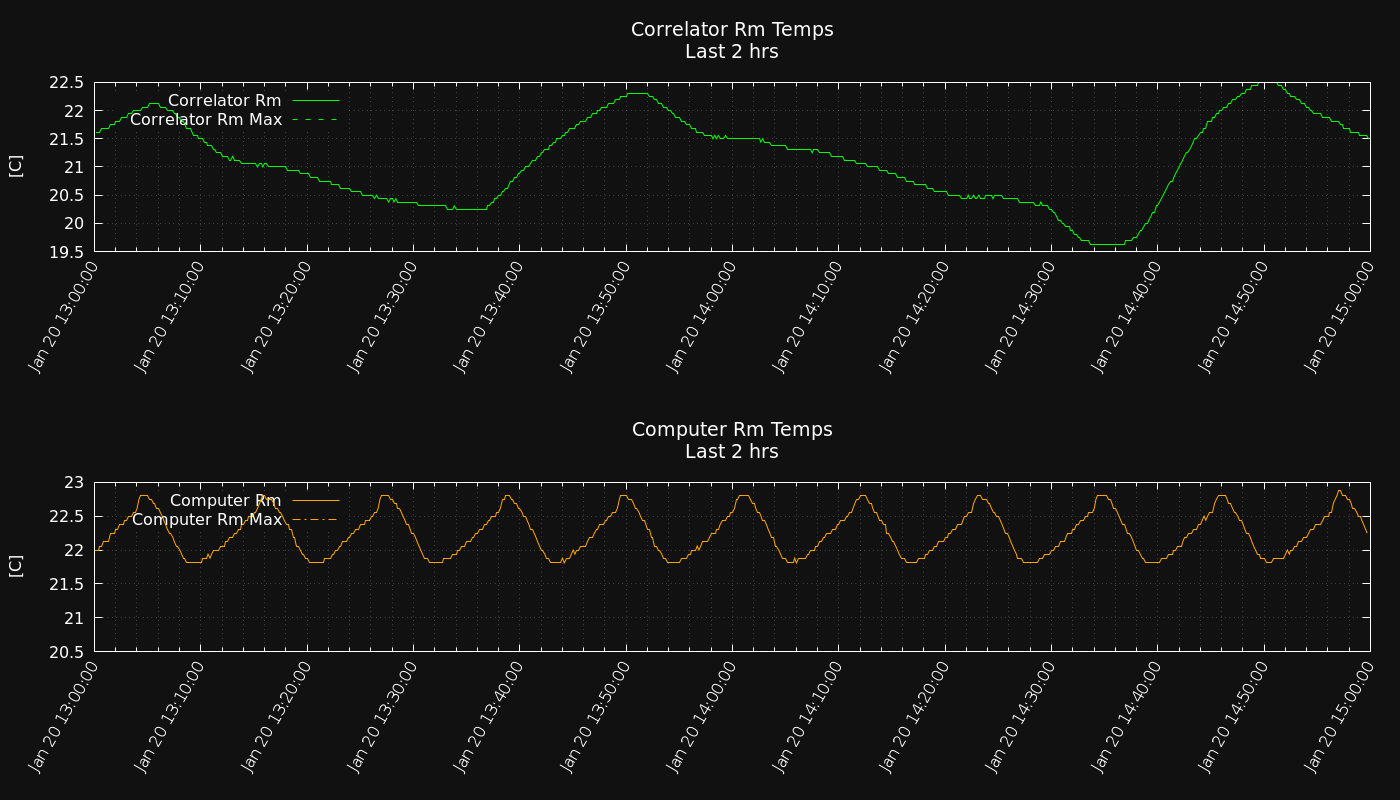 Correlator Rm Temps
Last 2 hrs
22.5
22
21.5
21
20.5
20
19.5
[C]
Correlator Rm
Correlator Rm Max
Jan 20 13:00:00
Jan 20 13:10:00
Jan 20 13:20:00
Jan 20 13:30:00
Jan 20 13:40:00
Jan 20 13:50:00
Jan 20 14:00:00
Jan 20 14:10:00
Jan 20 14:20:00
Jan 20 14:30:00
Jan 20 14:40:00
Jan 20 14:50:00
Jan 20 15:00:00
Computer Rm Temps
Last 2 hrs
23
22.5
22
21.5
21
20.5
[C]
Computer Rm
Computer Rm Max
Jan 20 13:00:00
Jan 20 13:10:00
Jan 20 13:20:00
Jan 20 13:30:00
Jan 20 13:40:00
Jan 20 13:50:00
Jan 20 14:00:00
Jan 20 14:10:00
Jan 20 14:20:00
Jan 20 14:30:00
Jan 20 14:40:00
Jan 20 14:50:00
Jan 20 15:00:00